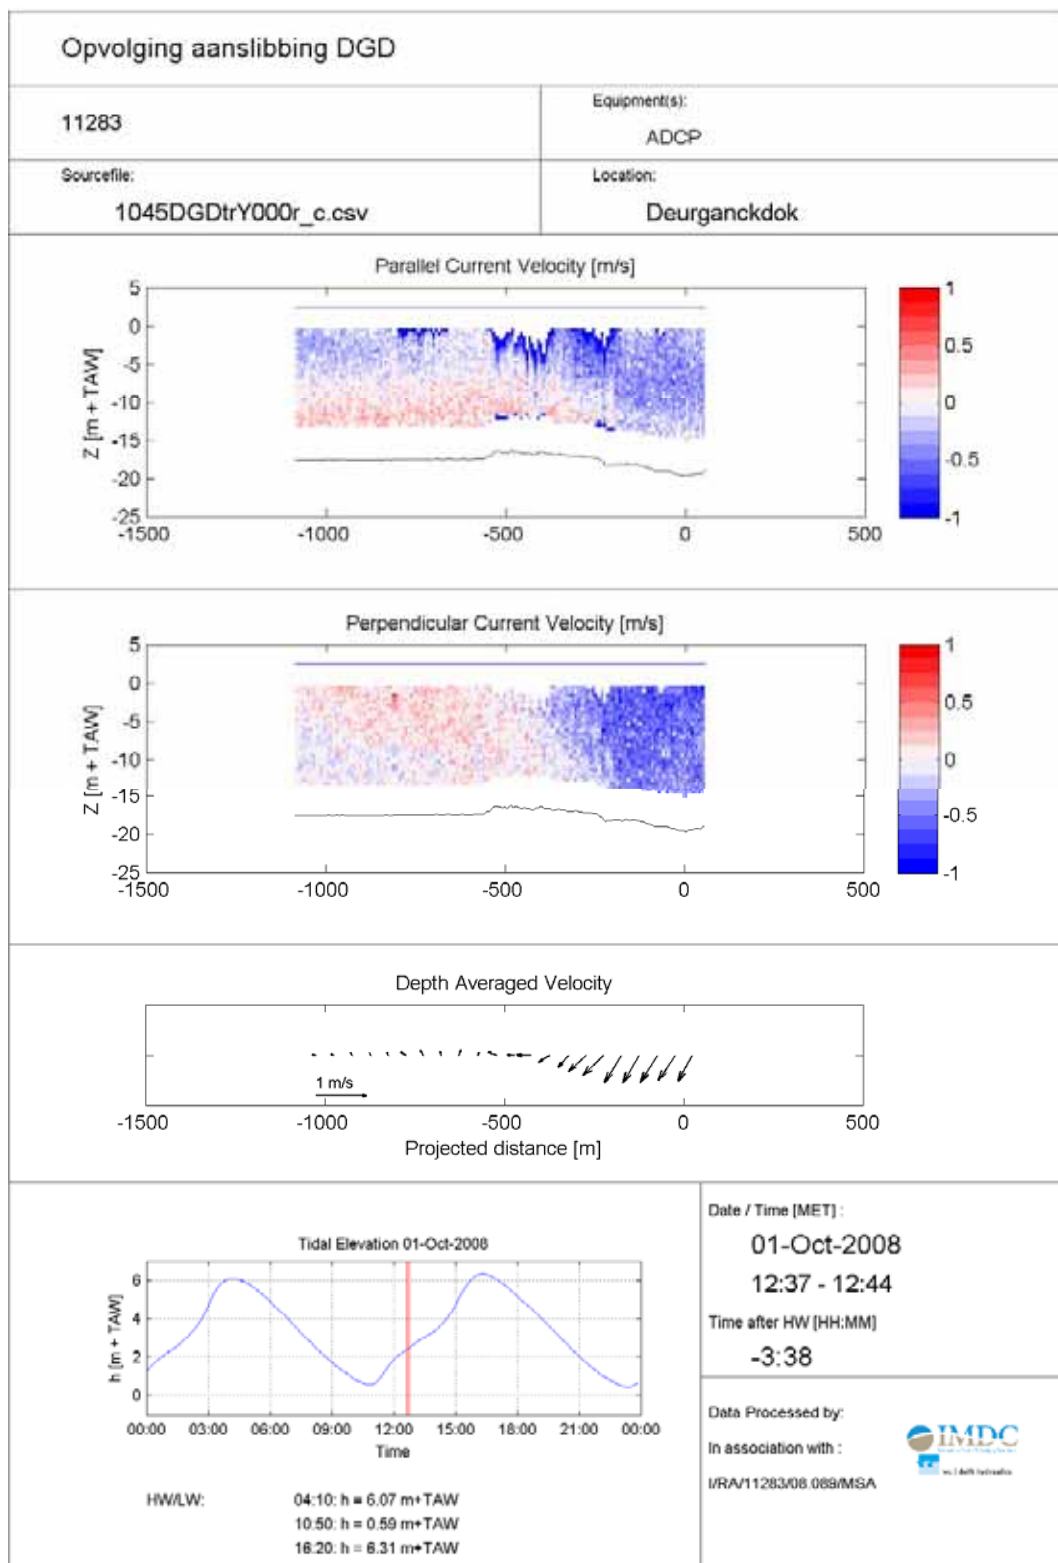 Opvolging aanslibbing DGD
11283
Equipment(s):
ADCP
Sourcefile:
1045DGDtrY000r_c.csv
Location:
Deurganckdok
Parallel Current Velocity [m/s]
5
0
-5
-10
-15
-20
-25
Z [m + TAW]
-1500
-1000
-500
0
500
1
0.5
0
-0.5
-1
Perpendicular Current Velocity [m/s]
5
0
-5
-10
-15
-20
-25
Z [m + TAW]
-1500
-1000
-500
0
500
1
0.5
0
-0.5
-1
Depth Averaged Velocity
1 m/s
-1500
-1000
-500
0
500
Projected distance [m]
Tidal Elevation 01-Oct-2008
6
4
2
0
h [m + TAW]
00:00
03:00
06:00
09:00
12:00
15:00
18:00
21:00
00:00
Time
HW/LW:
04:10: h = 6.07 m+TAW
10:50: h = 0.59 m+TAW
16:20: h = 6.31 m+TAW
Date / Time [MET] :
01-Oct-2008
12:37 - 12:44
Time after HW [HH:MM]
-3:38
Data Processed by:
In association with :
I/RA/11283/08.089/MSA
IMDC
wl | delft hydraulics